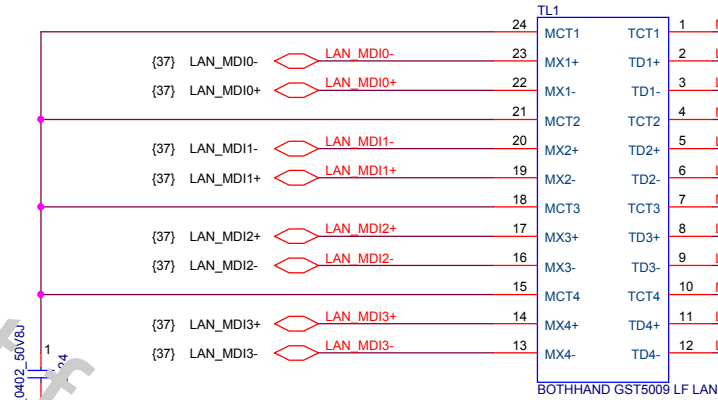 TL1
24 MCT1 TCT1 1
{37} LAN_MDI0- LAN_MDI0- 23 MX1+ TD1+ 2
{37} LAN_MDI0+ LAN_MDI0+ 22 MX1- TD1- 3
21 MCT2 TCT2 4
{37} LAN_MDI1- LAN_MDI1- 20 MX2+ TD2+ 5
{37} LAN_MDI1+ LAN_MDI1+ 19 MX2- TD2- 6
18 MCT3 TCT3 7
{37} LAN_MDI2+ LAN_MDI2+ 17 MX3+ TD3+ 8
{37} LAN_MDI2- LAN_MDI2- 16 MX3- TD3- 9
15 MCT4 TCT4 10
{37} LAN_MDI3+ LAN_MDI3+ 14 MX4+ TD4+ 11
{37} LAN_MDI3- LAN_MDI3- 13 MX4- TD4- 12
BOTHHAND GST5009 LF LAN
1
0402_50V8J
24